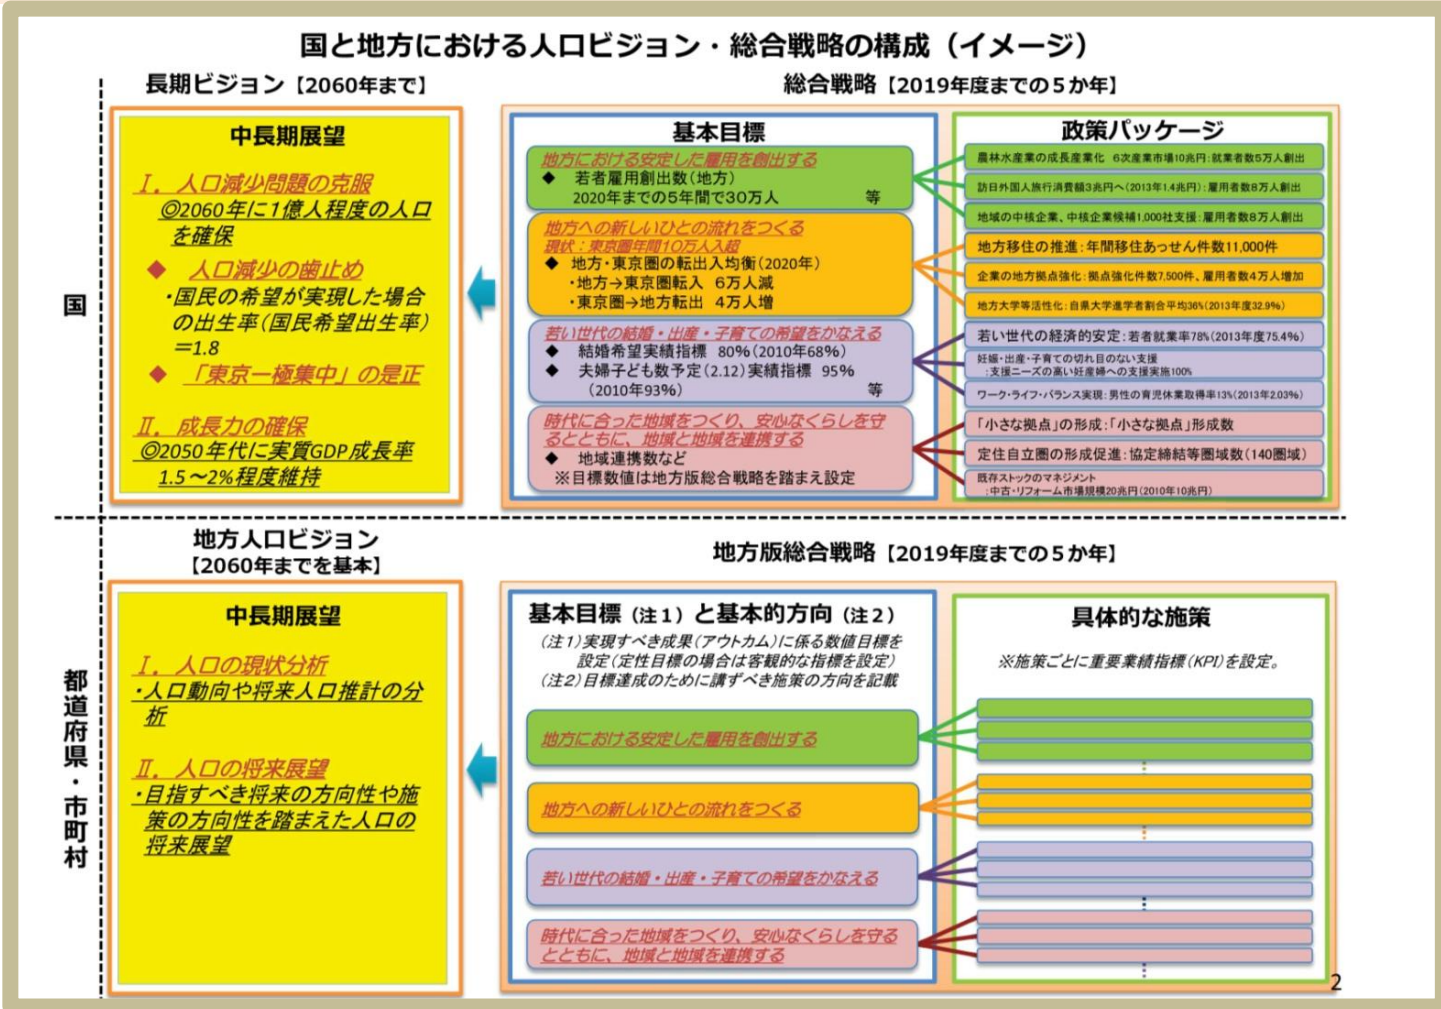 国と地方における人口ビジョン・総合戦略の構成（イメージ）
長期ビジョン【2060年まで】
総合戦略【2019年度までの５か年】
国
中長期展望
Ⅰ．人口減少問題の克服
◎2060年に1億人程度の人口
を確保
◆ 人口減少の歯止め
・国民の希望が実現した場合
の出生率（国民希望出生率）
＝1.8
◆ 「東京一極集中」の是正
Ⅱ．成長力の確保
◎2050年代に実質GDP成長率
1.5～2%程度維持
基本目標
地方における安定した雇用を創出する
◆ 若者雇用創出数（地方）
2020年までの5年間で30万人 等
地方への新しいひとの流れをつくる
現状：東京圏年間10万人入超
◆ 地方・東京圏の転出入均衡（2020年）
・地方→東京圏転入 6万人減
・東京圏→地方転出 4万人増
若い世代の結婚・出産・子育ての希望をかなえる
◆ 結婚希望実績指標 80%（2010年68%）
◆ 夫婦子ども数予定（2.12）実績指標 95%
（2010年93%） 等
時代に合った地域をつくり、安心なくらしを守
るとともに、地域と地域を連携する
◆ 地域連携数など
※目標数値は地方版総合戦略を踏まえ設定
政策パッケージ
農林水産業の成長産業化 6次産業市場10兆円：就業者数5万人創出
訪日外国人旅行消費額3兆円へ（2013年1.4兆円）：雇用者数8万人創出
地域の中核企業、中核企業候補1,000社支援：雇用者数8万人創出
地方移住の推進：年間移住あっせん件数11,000件
企業の地方拠点強化：拠点強化件数7,500件、雇用者数4万人増加
地方大学等活性化：自県大学進学者割合平均36%（2013年度32.9%）
若い世代の経済的安定：若者就業率78%（2013年度75.4%）
妊娠・出産・子育ての切れ目のない支援
：支援ニーズの高い妊産婦への支援実施100%
ワーク・ライフ・バランス実現：男性の育児休業取得率13%（2013年2.03%）
「小さな拠点」の形成：「小さな拠点」形成数
定住自立圏の形成促進：協定締結等圏域数（140圏域）
既存ストックのマネジメント
：中古・リフォーム市場規模20兆円（2010年10兆円）
都道府県・市町村
地方人口ビジョン
【2060年までを基本】
地方版総合戦略【2019年度までの５か年】
中長期展望
Ⅰ．人口の現状分析
・人口動向や将来人口推計の分
析
Ⅱ．人口の将来展望
・目指すべき将来の方向性や施
策の方向性を踏まえた人口の
将来展望
基本目標（注１）と基本的方向（注２）
（注1）実現すべき成果（アウトカム）に係る数値目標を
設定（定性目標の場合は客観的な指標を設定）
（注2）目標達成のために講ずべき施策の方向を記載
地方における安定した雇用を創出する
地方への新しいひとの流れをつくる
若い世代の結婚・出産・子育ての希望をかなえる
時代に合った地域をつくり、安心なくらしを守る
とともに、地域と地域を連携する
具体的な施策
※施策ごとに重要業績指標（KPI）を設定。
2